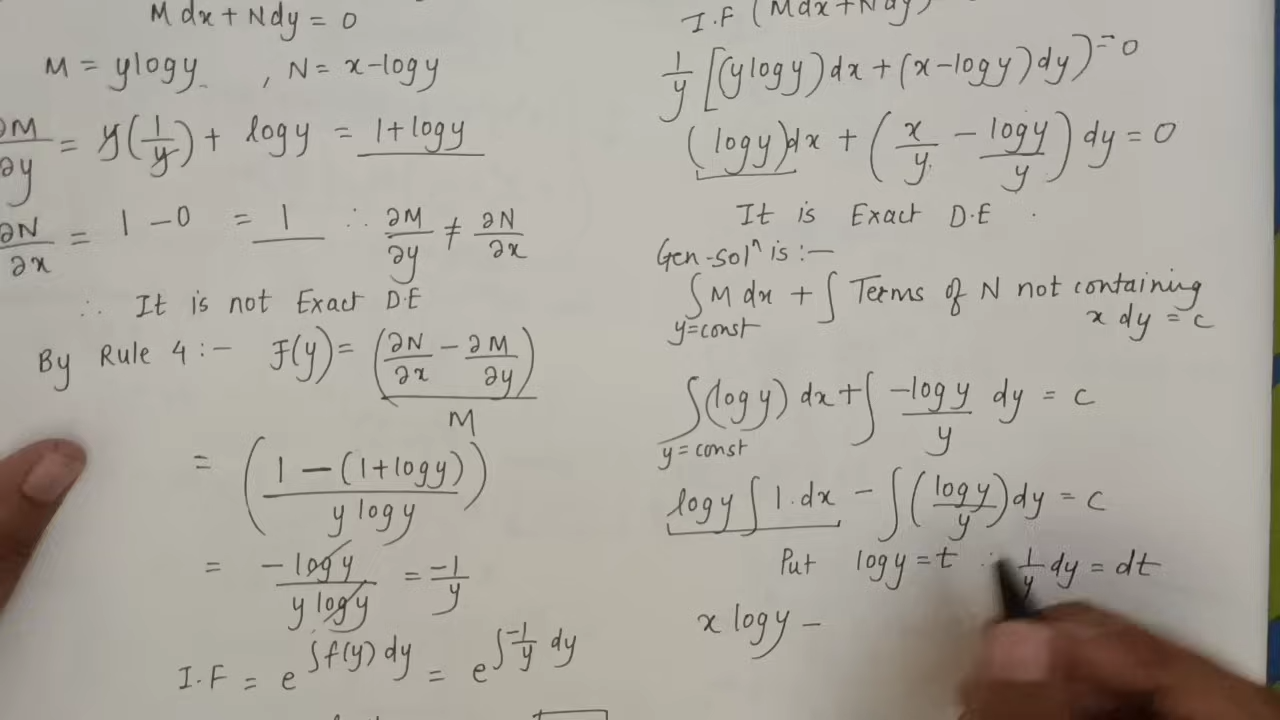 M dx + N dy = 0
M = y log y , N = x - log y
∂M/∂y = y(1/y) + log y = 1 + log y
∂N/∂x = 1 - 0 = 1 ∴ ∂M/∂y ≠ ∂N/∂x
∴ It is not Exact D.E
By Rule 4 :- F(y) = (∂N/∂x - ∂M/∂y)/M
= (1 - (1 + log y) / y log y)
= -log y / y log y = -1/y
I.F = e^∫f(y) dy = e^∫-1/y dy
I.F (M dx + N dy)
1/y [(y log y) dx + (x - log y) dy) = 0
(log y) dx + (x/y - log y/y) dy = 0
It is Exact D.E .
Gen-solⁿ is :-
∫ M dx + ∫ Terms of N not containing
y=const x dy = c
∫(log y) dx + ∫ -log y/y dy = c
y=const
log y ∫ 1. dx - ∫ (log y/y) dy = c
Put log y = t ∴ 1/y dy = dt
x log y -